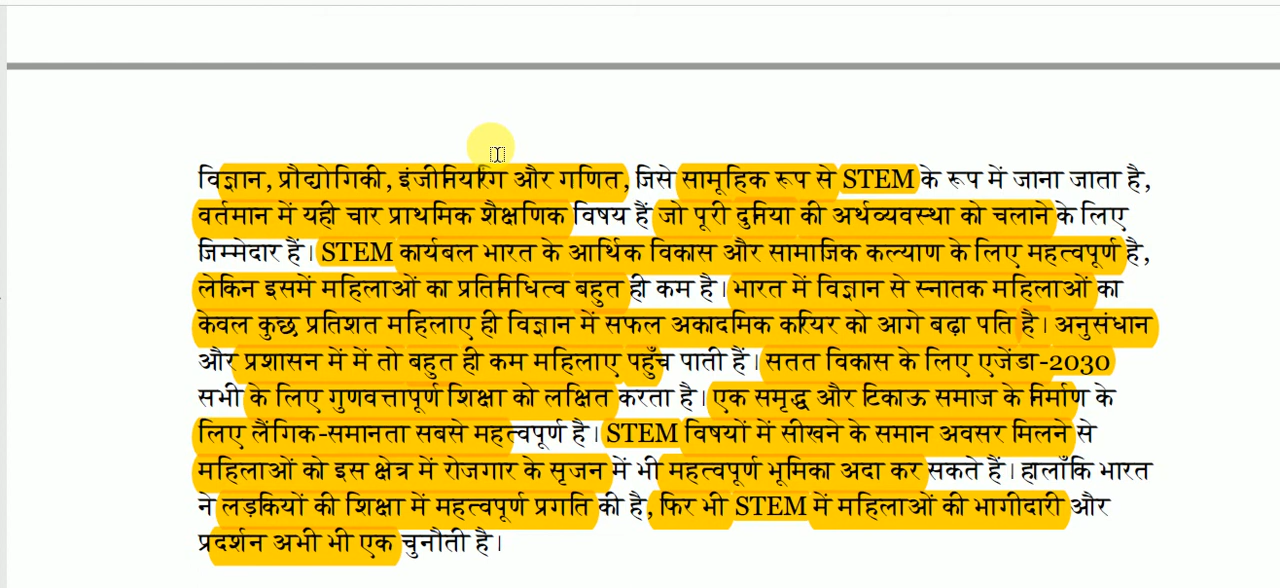 विज्ञान, प्रौद्योगिकी, इंजीनियरिंग और गणित, जिसे सामूहिक रूप से STEM के रूप में जाना जाता है,
वर्तमान में यही चार प्राथमिक शैक्षणिक विषय हैं जो पूरी दुनिया की अर्थव्यवस्था को चलाने के लिए
जिम्मेदार हैं। STEM कार्यबल भारत के आर्थिक विकास और सामाजिक कल्याण के लिए महत्वपूर्ण है,
लेकिन इसमें महिलाओं का प्रतिनिधित्व बहुत ही कम है। भारत में विज्ञान से स्नातक महिलाओं का
केवल कुछ प्रतिशत महिलाए ही विज्ञान में सफल अकादमिक करियर को आगे बढ़ा पति है। अनुसंधान
और प्रशासन में में तो बहुत ही कम महिलाए पहुँच पाती हैं। सतत विकास के लिए एजेंडा-2030
सभी के लिए गुणवत्तापूर्ण शिक्षा को लक्षित करता है। एक समृद्ध और टिकाऊ समाज के निर्माण के
लिए लैंगिक-समानता सबसे महत्वपूर्ण है। STEM विषयों में सीखने के समान अवसर मिलने से
महिलाओं को इस क्षेत्र में रोजगार के सृजन में भी महत्वपूर्ण भूमिका अदा कर सकते हैं। हालाँकि भारत
ने लड़कियों की शिक्षा में महत्वपूर्ण प्रगति की है, फिर भी STEM में महिलाओं की भागीदारी और
प्रदर्शन अभी भी एक चुनौती है।